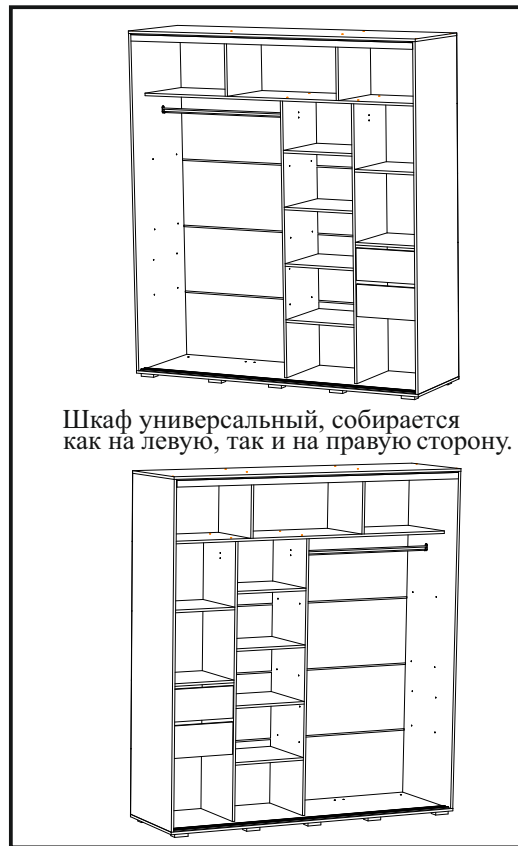 Шкаф универсальный, собирается
как на левую, так и на правую сторону.